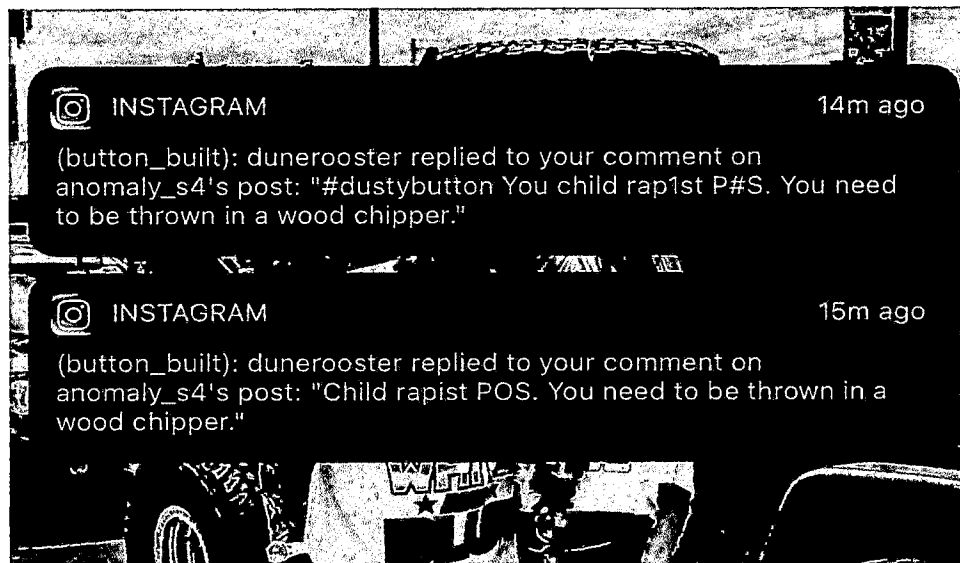 INSTAGRAM
14m ago
(button_built): dunerooster replied to your comment on
anomaly_s4's post: "#dustybutton You child rap1st P#S. You need
to be thrown in a wood chipper."
INSTAGRAM
15m ago
(button_built): dunerooster replied to your comment on
anomaly_s4's post: "Child rapist POS. You need to be thrown in a
wood chipper."